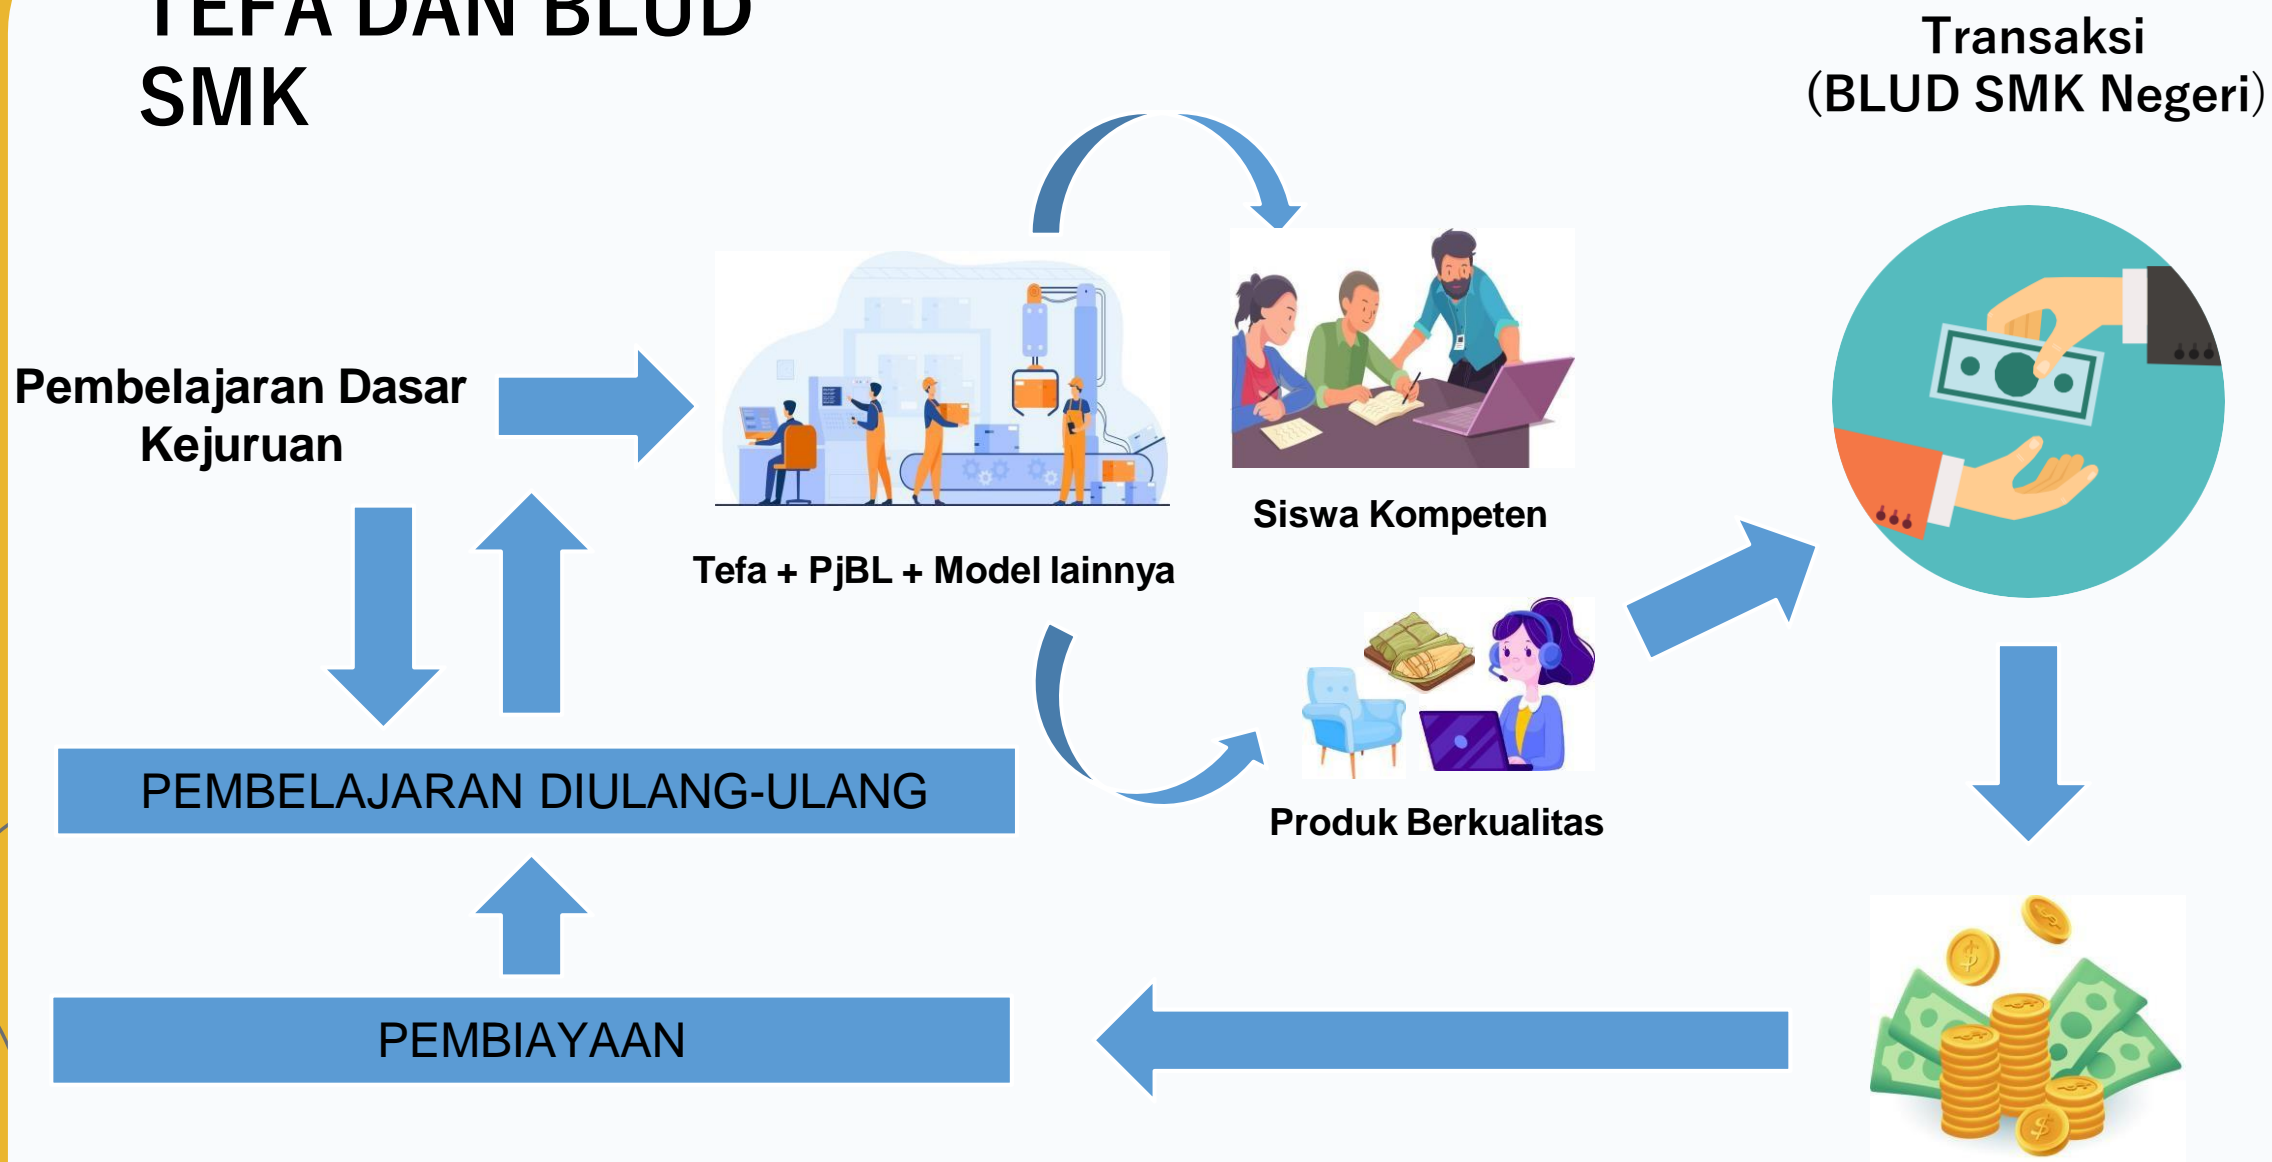 TEFA DAN BLUD
SMK
Transaksi
(BLUD SMK Negeri)
Pembelajaran Dasar
Kejuruan
Tefa + PjBL + Model lainnya
Siswa Kompeten
Produk Berkualitas
PEMBELAJARAN DIULANG-ULANG
PEMBIAYAAN